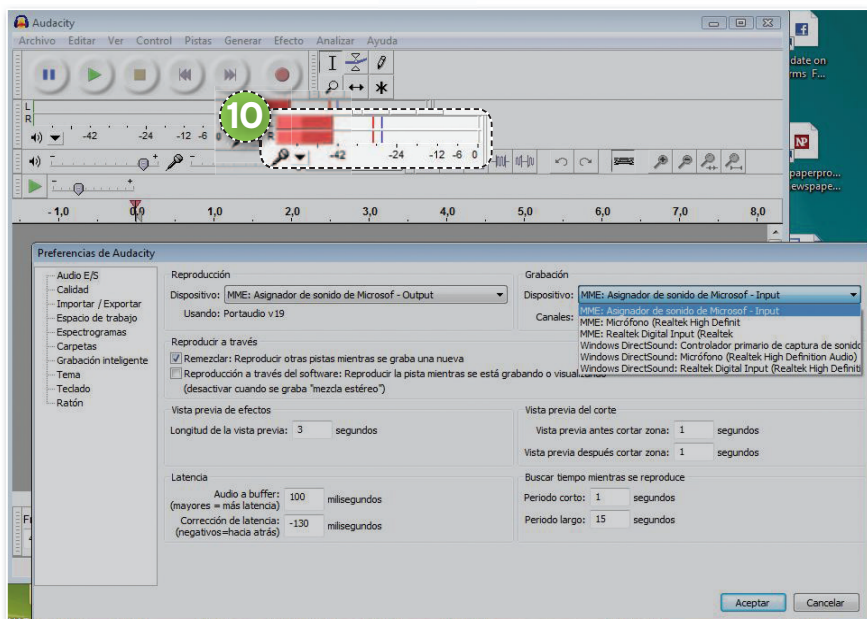 Audacity
Archivo Editar Ver Control Pistas Generar Efecto Analizar Ayuda
date on
rms F...
L
R
10
R
-42 -24 -12 -6 0
-42 -24 -12 -6 0
paperpro...
ewspape...
-1,0 0,0 1,0 2,0 3,0 4,0 5,0 6,0 7,0 8,0
Preferencias de Audacity
Audio E/S
Calidad
Importar / Exportar
Espacio de trabajo
Espectrogramas
Carpetas
Grabación inteligente
Tema
Teclado
Ratón
Reproducción
Dispositivo: MME: Asignador de sonido de Microsof - Output
Usando: Portaudio v19
Grabación
Dispositivo: MME: Asignador de sonido de Microsof - Input
Canales:
MME: Asignador de sonido de Microsof - Input
MME: Micrófono (Realtek High Definit
MME: Realtek Digital Input (Realtek
Windows DirectSound: Controlador primario de captura de sonido
Windows DirectSound: Micrófono (Realtek High Definition Audio)
Windows DirectSound: Realtek Digital Input (Realtek High Definiti
Reproducir a través
Remezclar: Reproducir otras pistas mientras se graba una nueva
Reproducción a través del software: Reproducir la pista mientras se está grabando o visualizando
(desactivar cuando se graba "mezcla estéreo")
Vista previa de efectos
Longitud de la vista previa: 3 segundos
Vista previa del corte
Vista previa antes cortar zona: 1 segundos
Vista previa después cortar zona: 1 segundos
Latencia
Audio a buffer: 100 milisegundos
(mayores = más latencia)
Corrección de latencia: -130 milisegundos
(negativos=hacia atrás)
Buscar tiempo mientras se reproduce
Periodo corto: 1 segundos
Periodo largo: 15 segundos
Aceptar Cancelar